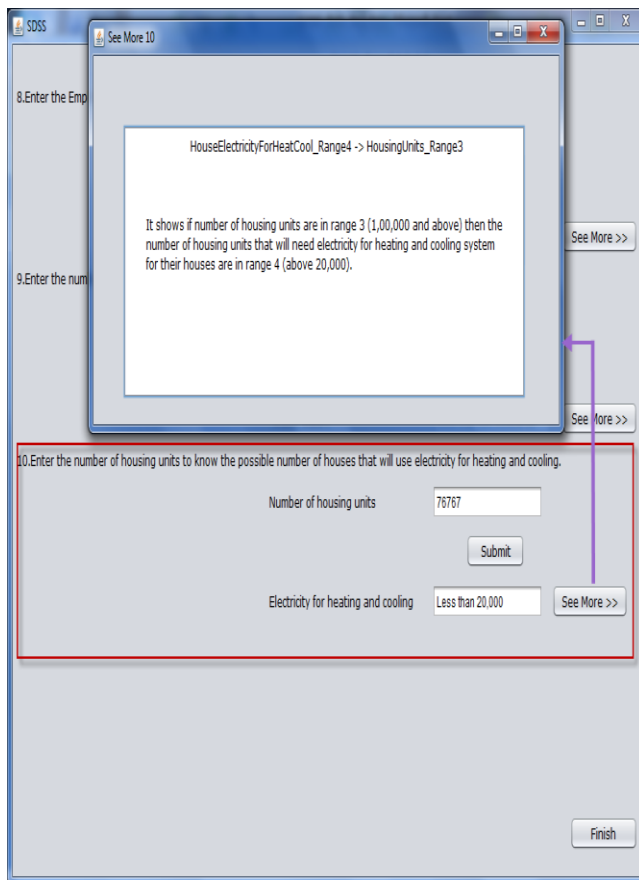 SDSS
See More 10
8.Enter the Emp
HouseElectricityForHeatCool_Range4 -> HousingUnits_Range3
It shows if number of housing units are in range 3 (1,00,000 and above) then the
number of housing units that will need electricity for heating and cooling system
for their houses are in range 4 (above 20,000).
See More >>
9.Enter the num
See More >>
10.Enter the number of housing units to know the possible number of houses that will use electricity for heating and cooling.
Number of housing units 76767
Submit
Electricity for heating and cooling Less than 20,000 See More >>
Finish